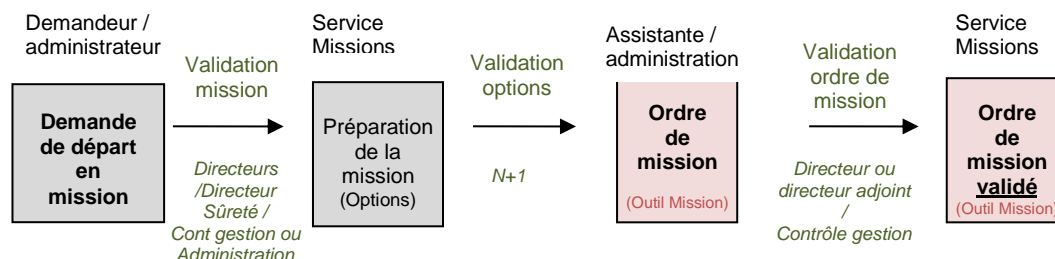 Demandeur /
administrateur
Validation
mission
Demande
de départ
en
mission
Directeurs
/Directeur
Sûreté /
Cont gestion ou
Administration
Service
Missions
Préparation
de la
mission
(Options)
Validation
options
N+1
Assistante /
administration
Ordre
de
mission
(Outil Mission)
Validation
ordre de
mission
Directeur ou
directeur adjoint
/
Contrôle gestion
Service
Missions
Ordre
de
mission
validé
(Outil Mission)